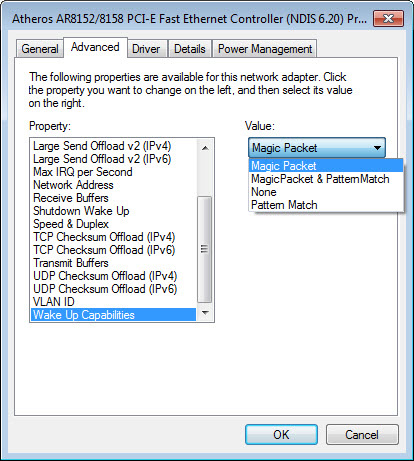 Atheros AR8152/8158 PCI-E Fast Ethernet Controller (NDIS 6.20) Pr...
General Advanced Driver Details Power Management
The following properties are available for this network adapter. Click
the property you want to change on the left, and then select its value
on the right.
Property:
Large Send Offload v2 (IPv4)
Large Send Offload v2 (IPv6)
Max IRQ per Second
Network Address
Receive Buffers
Shutdown Wake Up
Speed & Duplex
TCP Checksum Offload (IPv4)
TCP Checksum Offload (IPv6)
Transmit Buffers
UDP Checksum Offload (IPv4)
UDP Checksum Offload (IPv6)
VLAN ID
Wake Up Capabilities
Value:
Magic Packet
Magic Packet
MagicPacket & PatternMatch
None
Pattern Match
OK Cancel